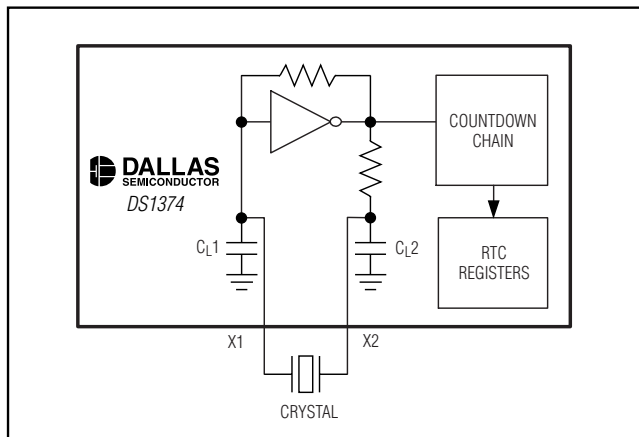 COUNTDOWN
CHAIN
DALLAS
SEMICONDUCTOR
DS1374
CL1
CL2
RTC
REGISTERS
X1
X2
CRYSTAL